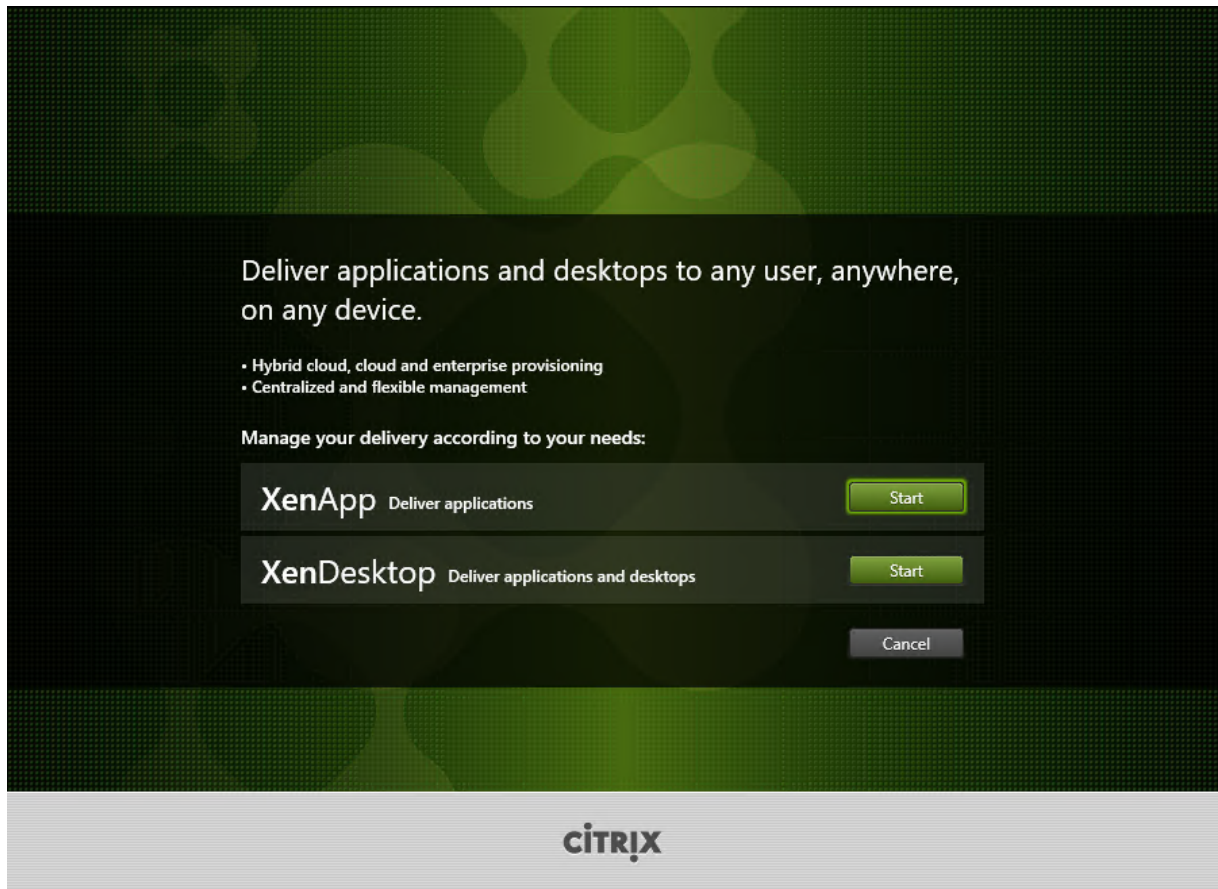 Deliver applications and desktops to any user, anywhere,
on any device.
• Hybrid cloud, cloud and enterprise provisioning
• Centralized and flexible management
Manage your delivery according to your needs:
XenApp Deliver applications Start
XenDesktop Deliver applications and desktops Start
Cancel
CİTRỊX